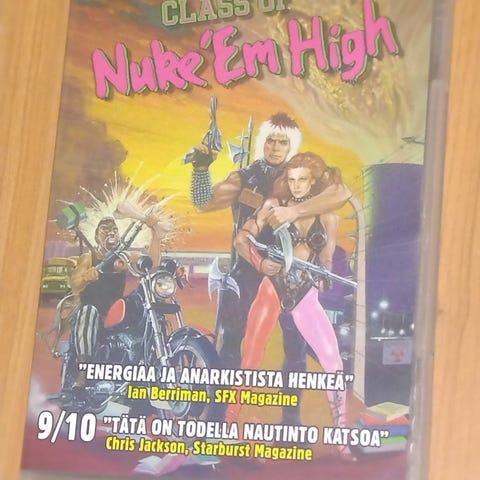 CLASS OF
Nuke 'Em High
"ENERGIAA JA ANARKISTISTA HENKEÄ"
Ian Berriman, SFX Magazine
9/10 "TÄTÄ ON TODELLA NAUTINTO KATSOA"
Chris Jackson, Starburst Magazine